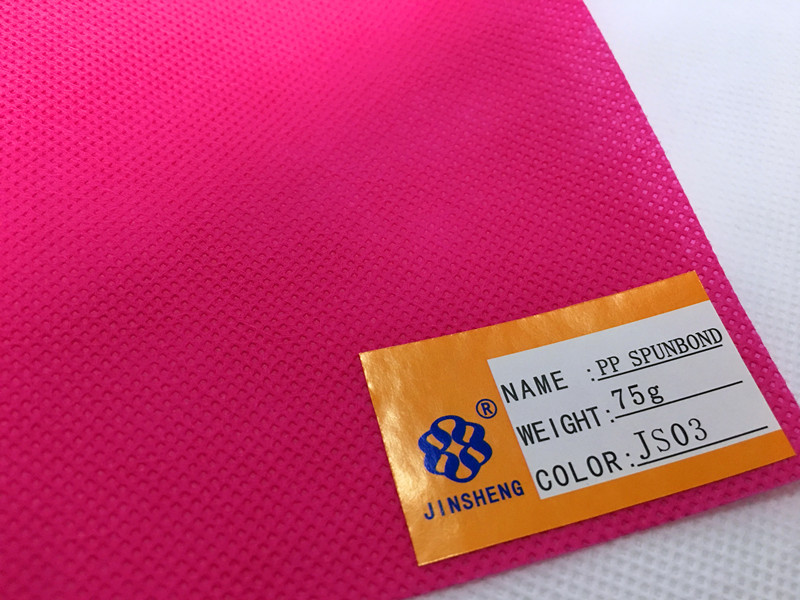 NAME :PP SPUNBOND
WEIGHT:75g
COLOR:JS03
®
JINSHENG